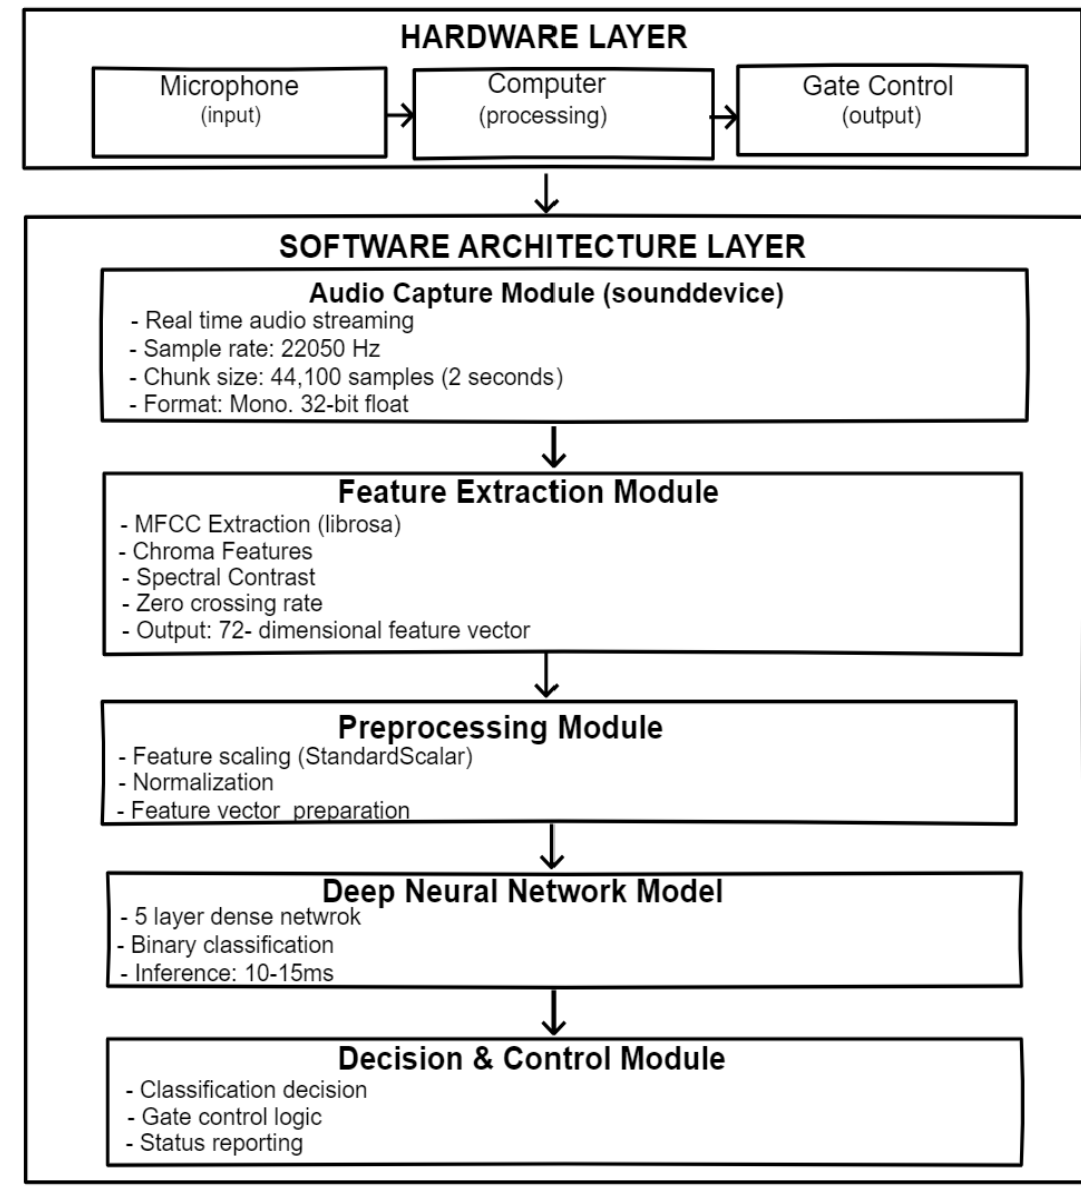 HARDWARE LAYER
Microphone
(input)
Computer
(processing)
Gate Control
(output)
SOFTWARE ARCHITECTURE LAYER
Audio Capture Module (sounddevice)
- Real time audio streaming
- Sample rate: 22050 Hz
- Chunk size: 44,100 samples (2 seconds)
- Format: Mono. 32-bit float
Feature Extraction Module
- MFCC Extraction (librosa)
- Chroma Features
- Spectral Contrast
- Zero crossing rate
- Output: 72- dimensional feature vector
Preprocessing Module
- Feature scaling (StandardScalar)
- Normalization
- Feature vector preparation
Deep Neural Network Model
- 5 layer dense netwrok
- Binary classification
- Inference: 10-15ms
Decision & Control Module
- Classification decision
- Gate control logic
- Status reporting